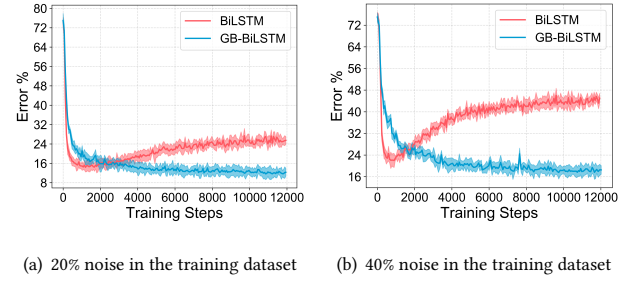 80
72
64
56
48
40
32
24
16
8
Error %
BiLSTM
GB-BiLSTM
0 2000 4000 6000 8000 10000 12000
Training Steps
(a) 20% noise in the training dataset
72
64
56
48
40
32
24
16
Error %
BiLSTM
GB-BiLSTM
0 2000 4000 6000 8000 10000 12000
Training Steps
(b) 40% noise in the training dataset